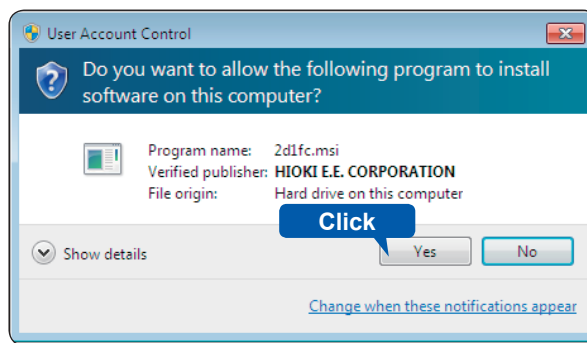 User Account Control
Do you want to allow the following program to install
software on this computer?
Program name: 2d1fc.msi
Verified publisher: HIOKI E.E. CORPORATION
File origin: Hard drive on this computer
Click
Show details Yes No
Change when these notifications appear